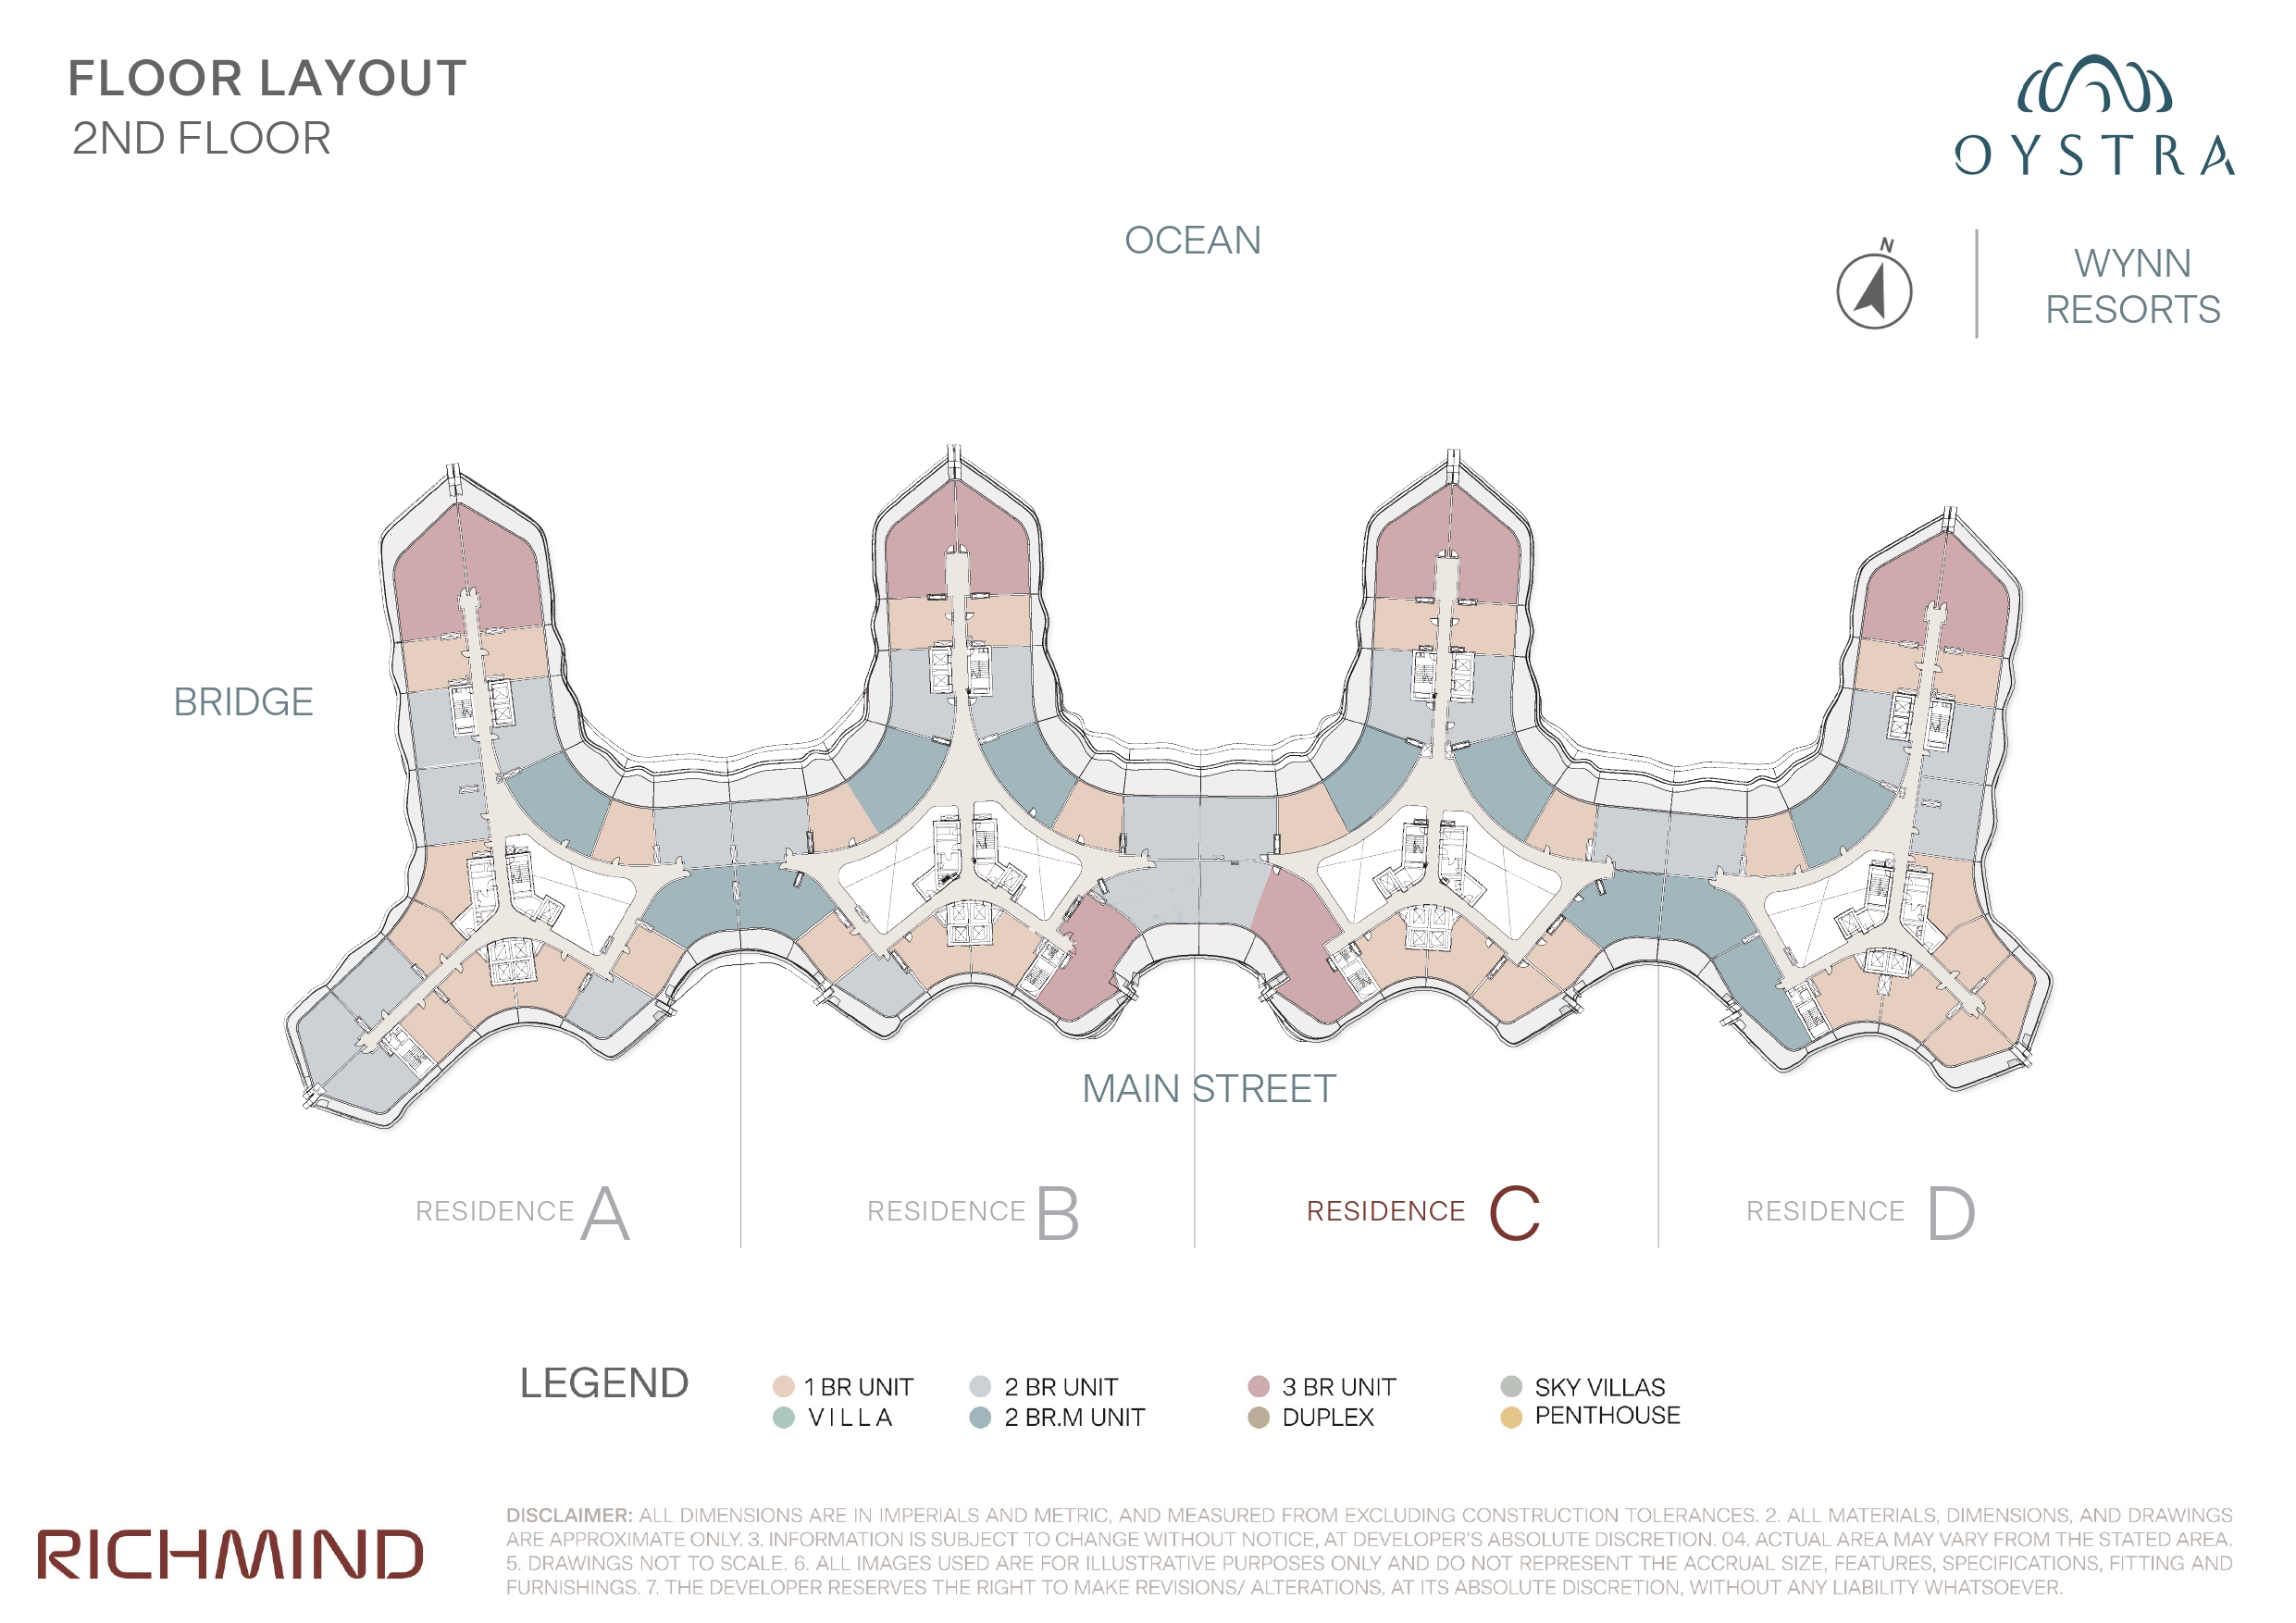 FLOOR LAYOUT
2ND FLOOR
OYSTRA
OCEAN
N
WYNN
RESORTS
BRIDGE
MAIN STREET
RESIDENCE A
RESIDENCE B
RESIDENCE C
RESIDENCE D
LEGEND
1 BR UNIT
2 BR UNIT
3 BR UNIT
SKY VILLAS
VILLA
2 BR.M UNIT
DUPLEX
PENTHOUSE
RICHMIND
DISCLAIMER: ALL DIMENSIONS ARE IN IMPERIALS AND METRIC, AND MEASURED FROM EXCLUDING CONSTRUCTION TOLERANCES. 2. ALL MATERIALS, DIMENSIONS, AND DRAWINGS
ARE APPROXIMATE ONLY. 3. INFORMATION IS SUBJECT TO CHANGE WITHOUT NOTICE, AT DEVELOPER'S ABSOLUTE DISCRETION. 04. ACTUAL AREA MAY VARY FROM THE STATED AREA.
5. DRAWINGS NOT TO SCALE. 6. ALL IMAGES USED ARE FOR ILLUSTRATIVE PURPOSES ONLY AND DO NOT REPRESENT THE ACCRUAL SIZE, FEATURES, SPECIFICATIONS, FITTING AND
FURNISHINGS. 7. THE DEVELOPER RESERVES THE RIGHT TO MAKE REVISIONS/ ALTERATIONS, AT ITS ABSOLUTE DISCRETION, WITHOUT ANY LIABILITY WHATSOEVER.